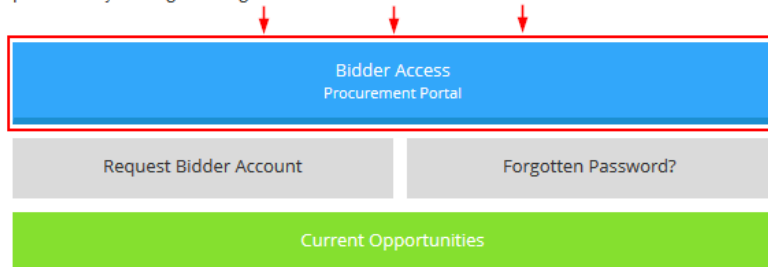 Bidder Access
Procurement Portal
Request Bidder Account
Forgotten Password?
Current Opportunities